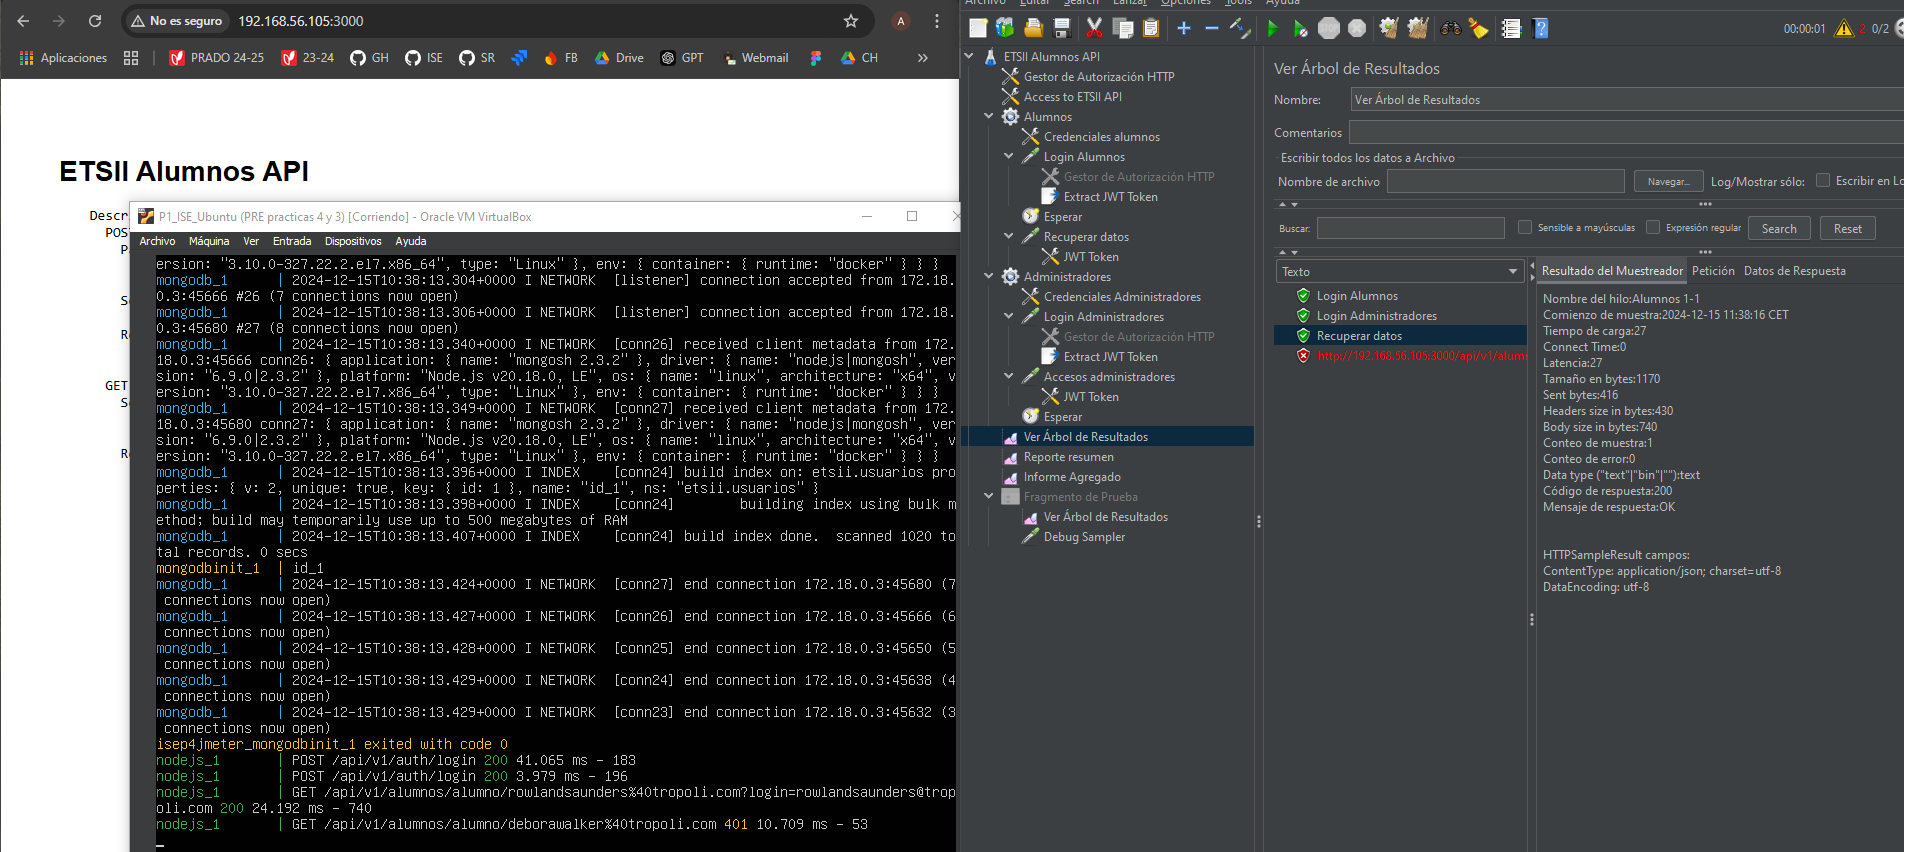 No es seguro
192.168.56.105:3000
A
Aplicaciones
PRADO 24-25
23-24
GH
ISE
SR
FB
Drive
GPT
Webmail
CH
»
ETSII Alumnos API
Descr
POS
P
S
R
GET
S
R
P1_ISE_Ubuntu (PRE practicas 4 y 3) [Corriendo] - Oracle VM VirtualBox
Archivo Máquina Ver Entrada Dispositivos Ayuda
ersion: "3.10.0-327.22.2.el7.x86_64", type: "Linux" }, env: { container: { runtime: "docker" } } }
mongodb_1 | 2024-12-15T10:38:13.304+0000 I NETWORK [listener] connection accepted from 172.18.
0.3:45666 #26 (7 connections now open)
mongodb_1 | 2024-12-15T10:38:13.306+0000 I NETWORK [listener] connection accepted from 172.18.
0.3:45680 #27 (8 connections now open)
mongodb_1 | 2024-12-15T10:38:13.340+0000 I NETWORK [conn26] received client metadata from 172.
18.0.3:45666 conn26: { application: { name: "mongosh 2.3.2" }, driver: { name: "nodejs|mongosh", ver
sion: "6.9.0|2.3.2" }, platform: "Node.js v20.18.0, LE", os: { name: "linux", architecture: "x64", v
ersion: "3.10.0-327.22.2.el7.x86_64", type: "Linux" }, env: { container: { runtime: "docker" } } }
mongodb_1 | 2024-12-15T10:38:13.349+0000 I NETWORK [conn27] received client metadata from 172.
18.0.3:45680 conn27: { application: { name: "mongosh 2.3.2" }, driver: { name: "nodejs|mongosh", ver
sion: "6.9.0|2.3.2" }, platform: "Node.js v20.18.0, LE", os: { name: "linux", architecture: "x64", v
ersion: "3.10.0-327.22.2.el7.x86_64", type: "Linux" }, env: { container: { runtime: "docker" } } }
mongodb_1 | 2024-12-15T10:38:13.396+0000 I INDEX [conn24] build index on: etsii.usuarios pro
perties: { v: 2, unique: true, key: { id: 1 }, name: "id_1", ns: "etsii.usuarios" }
mongodb_1 | 2024-12-15T10:38:13.398+0000 I INDEX [conn24] building index using bulk m
ethod; build may temporarily use up to 500 megabytes of RAM
mongodb_1 | 2024-12-15T10:38:13.407+0000 I INDEX [conn24] build index done. scanned 1020 to
tal records. 0 secs
mongodbinit_1 | id_1
mongodb_1 | 2024-12-15T10:38:13.424+0000 I NETWORK [conn27] end connection 172.18.0.3:45680 (7
connections now open)
mongodb_1 | 2024-12-15T10:38:13.427+0000 I NETWORK [conn26] end connection 172.18.0.3:45666 (6
connections now open)
mongodb_1 | 2024-12-15T10:38:13.428+0000 I NETWORK [conn25] end connection 172.18.0.3:45650 (5
connections now open)
mongodb_1 | 2024-12-15T10:38:13.429+0000 I NETWORK [conn24] end connection 172.18.0.3:45638 (4
connections now open)
mongodb_1 | 2024-12-15T10:38:13.429+0000 I NETWORK [conn23] end connection 172.18.0.3:45632 (3
connections now open)
isep4jmeter_mongodbinit_1 exited with code 0
nodejs_1 | POST /api/v1/auth/login 200 41.065 ms - 183
nodejs_1 | POST /api/v1/auth/login 200 3.979 ms - 196
nodejs_1 | GET /api/v1/alumnos/alumno/rowlandsaunders%40tropoli.com?login=rowlandsaunders@trop
oli.com 200 24.192 ms - 740
nodejs_1 | GET /api/v1/alumnos/alumno/deborawalker%40tropoli.com 401 10.709 ms - 53
Archivo Editar Search Lanzar Opciones Tools Ayuda
STOP
00:00:01 2 0/2
ETSII Alumnos API
Gestor de Autorización HTTP
Access to ETSII API
Alumnos
Credenciales alumnos
Login Alumnos
Gestor de Autorización HTTP
Extract JWT Token
Esperar
Recuperar datos
JWT Token
Administradores
Credenciales Administradores
Login Administradores
Gestor de Autorización HTTP
Extract JWT Token
Accesos administradores
JWT Token
Esperar
Ver Árbol de Resultados
Reporte resumen
Informe Agregado
Fragmento de Prueba
Ver Árbol de Resultados
Debug Sampler
Ver Árbol de Resultados
Nombre: Ver Árbol de Resultados
Comentarios
Escribir todos los datos a Archivo
Nombre de archivo Navegar... Log/Mostrar sólo: Escribir en Lo
Buscar: Sensible a mayúsculas Expresión regular Search Reset
Texto
Login Alumnos
Login Administradores
Recuperar datos
http://192.168.56.105:3000/api/v1/alumn
Resultado del Muestreador Petición Datos de Respuesta
Nombre del hilo:Alumnos 1-1
Comienzo de muestra:2024-12-15 11:38:16 CET
Tiempo de carga:27
Connect Time:0
Latencia:27
Tamaño en bytes:1170
Sent bytes:416
Headers size in bytes:430
Body size in bytes:740
Conteo de muestra:1
Conteo de error:0
Data type ("text"|"bin"|""):text
Código de respuesta:200
Mensaje de respuesta:OK
HTTPSampleResult campos:
ContentType: application/json; charset=utf-8
DataEncoding: utf-8